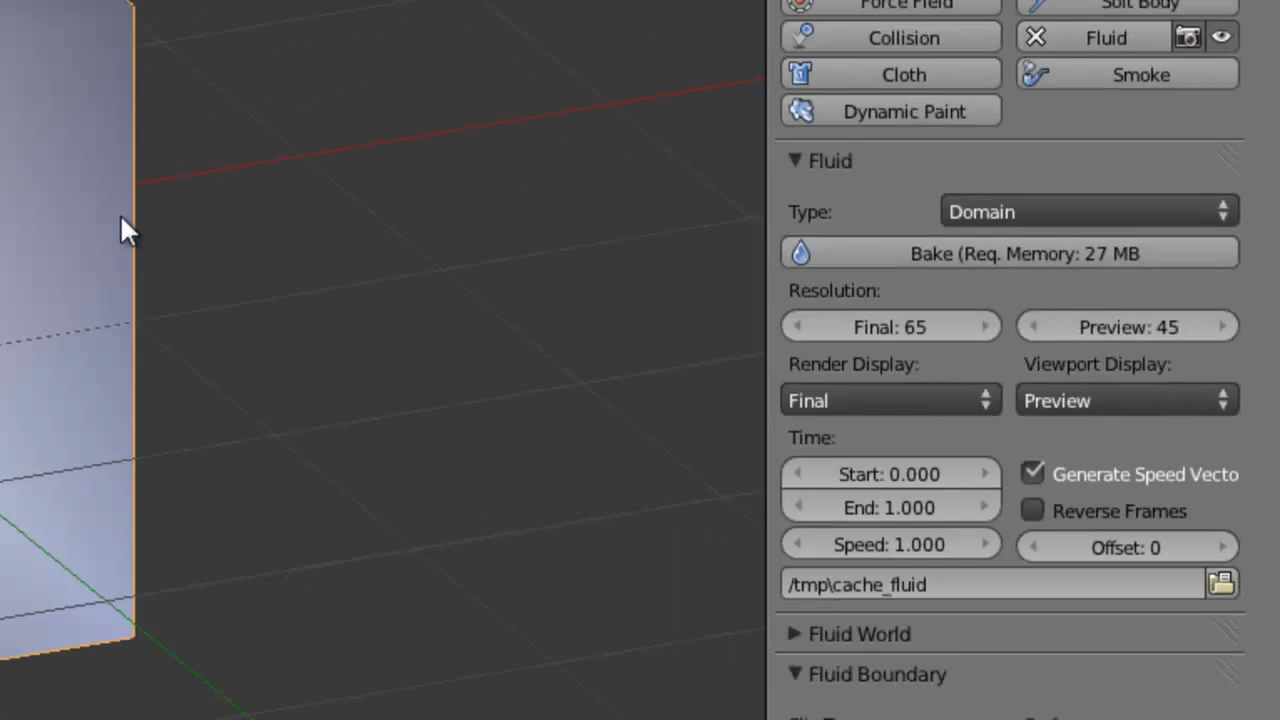 Force Field
Soft Body
Collision
Fluid
Cloth
Smoke
Dynamic Paint
Fluid
Type:
Domain
Bake (Req. Memory: 27 MB
Resolution:
Final: 65
Preview: 45
Render Display:
Viewport Display:
Final
Preview
Time:
Start: 0.000
Generate Speed Vecto
End: 1.000
Reverse Frames
Speed: 1.000
Offset: 0
/tmp\cache_fluid
Fluid World
Fluid Boundary